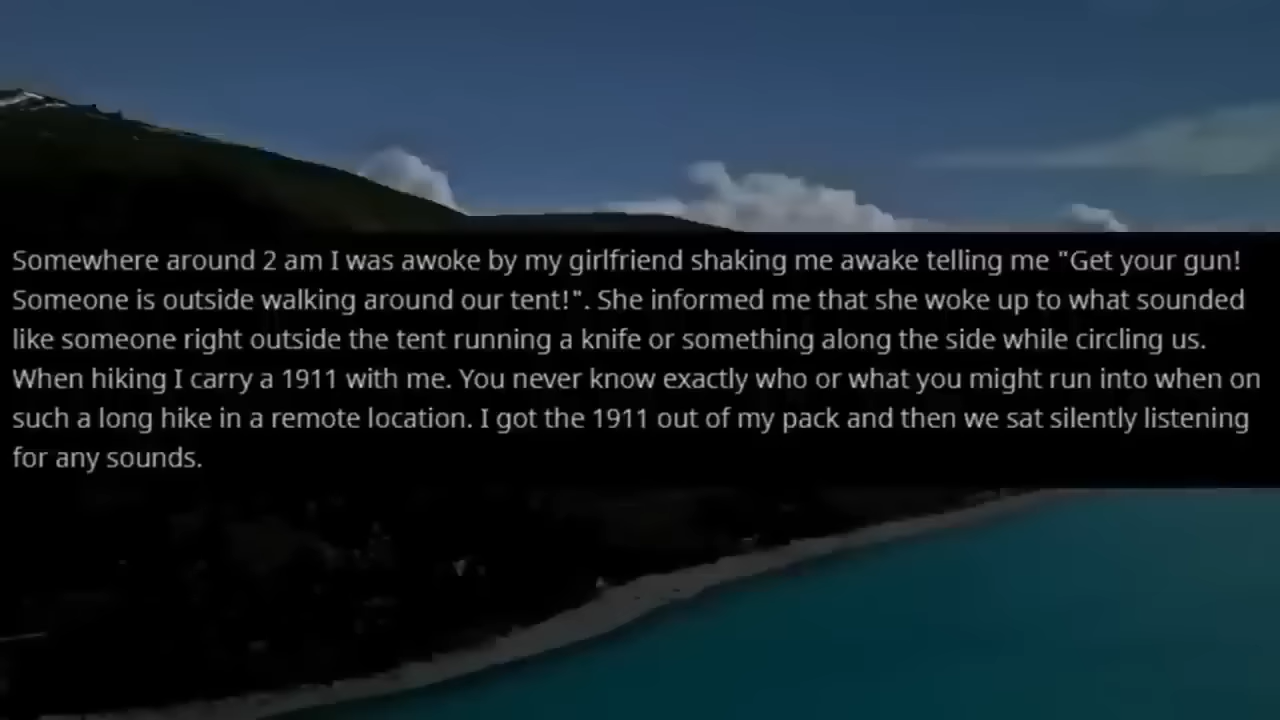 Somewhere around 2 am I was awoke by my girlfriend shaking me awake telling me "Get your gun!
Someone is outside walking around our tent!". She informed me that she woke up to what sounded
like someone right outside the tent running a knife or something along the side while circling us.
When hiking I carry a 1911 with me. You never know exactly who or what you might run into when on
such a long hike in a remote location. I got the 1911 out of my pack and then we sat silently listening
for any sounds.